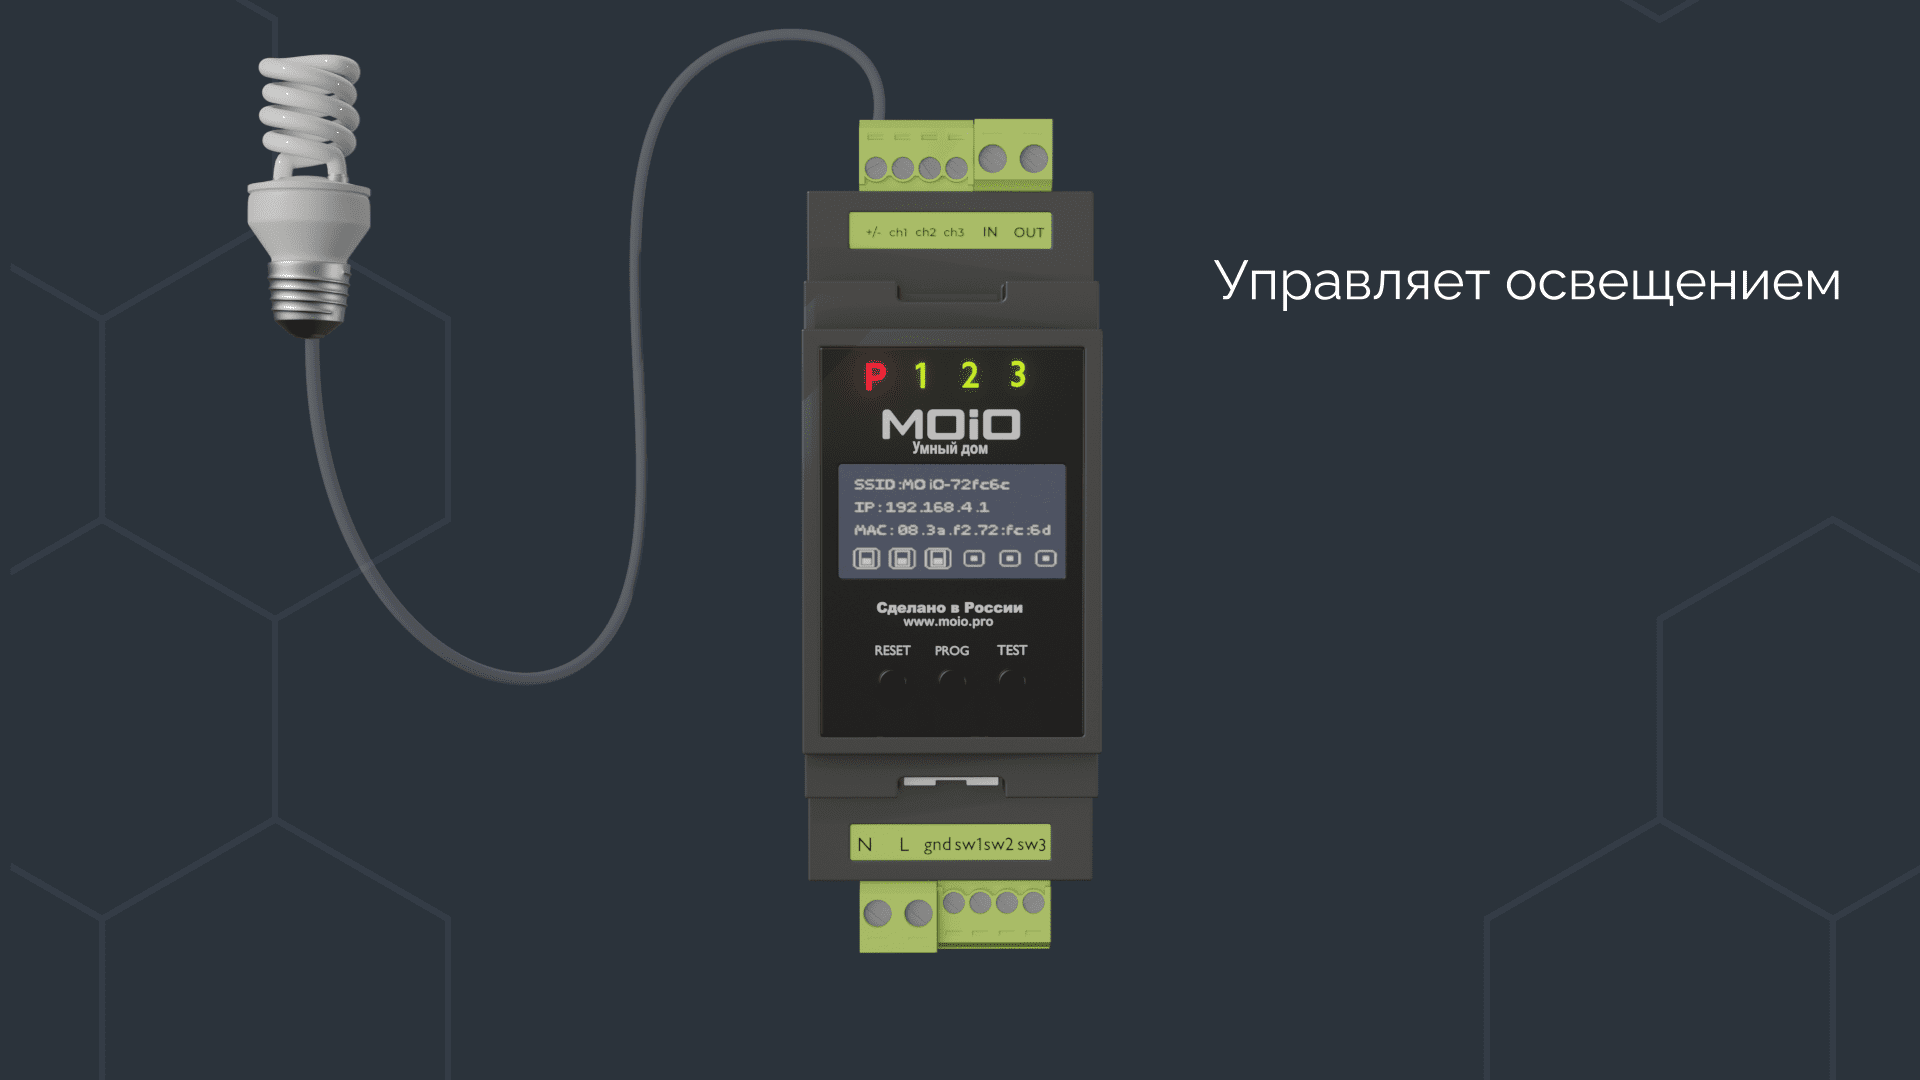 +/- ch1 ch2 ch3 IN OUT
Управляет освещением
P 1 2 3
MOiO
Умный дом
SSID:MOiO-72fc6c
IP:192.168.4.1
MAC:08.3a.f2.72:fc:6d
Сделано в России
www.moio.pro
RESET PROG TEST
N L gnd sw1 sw2 sw3